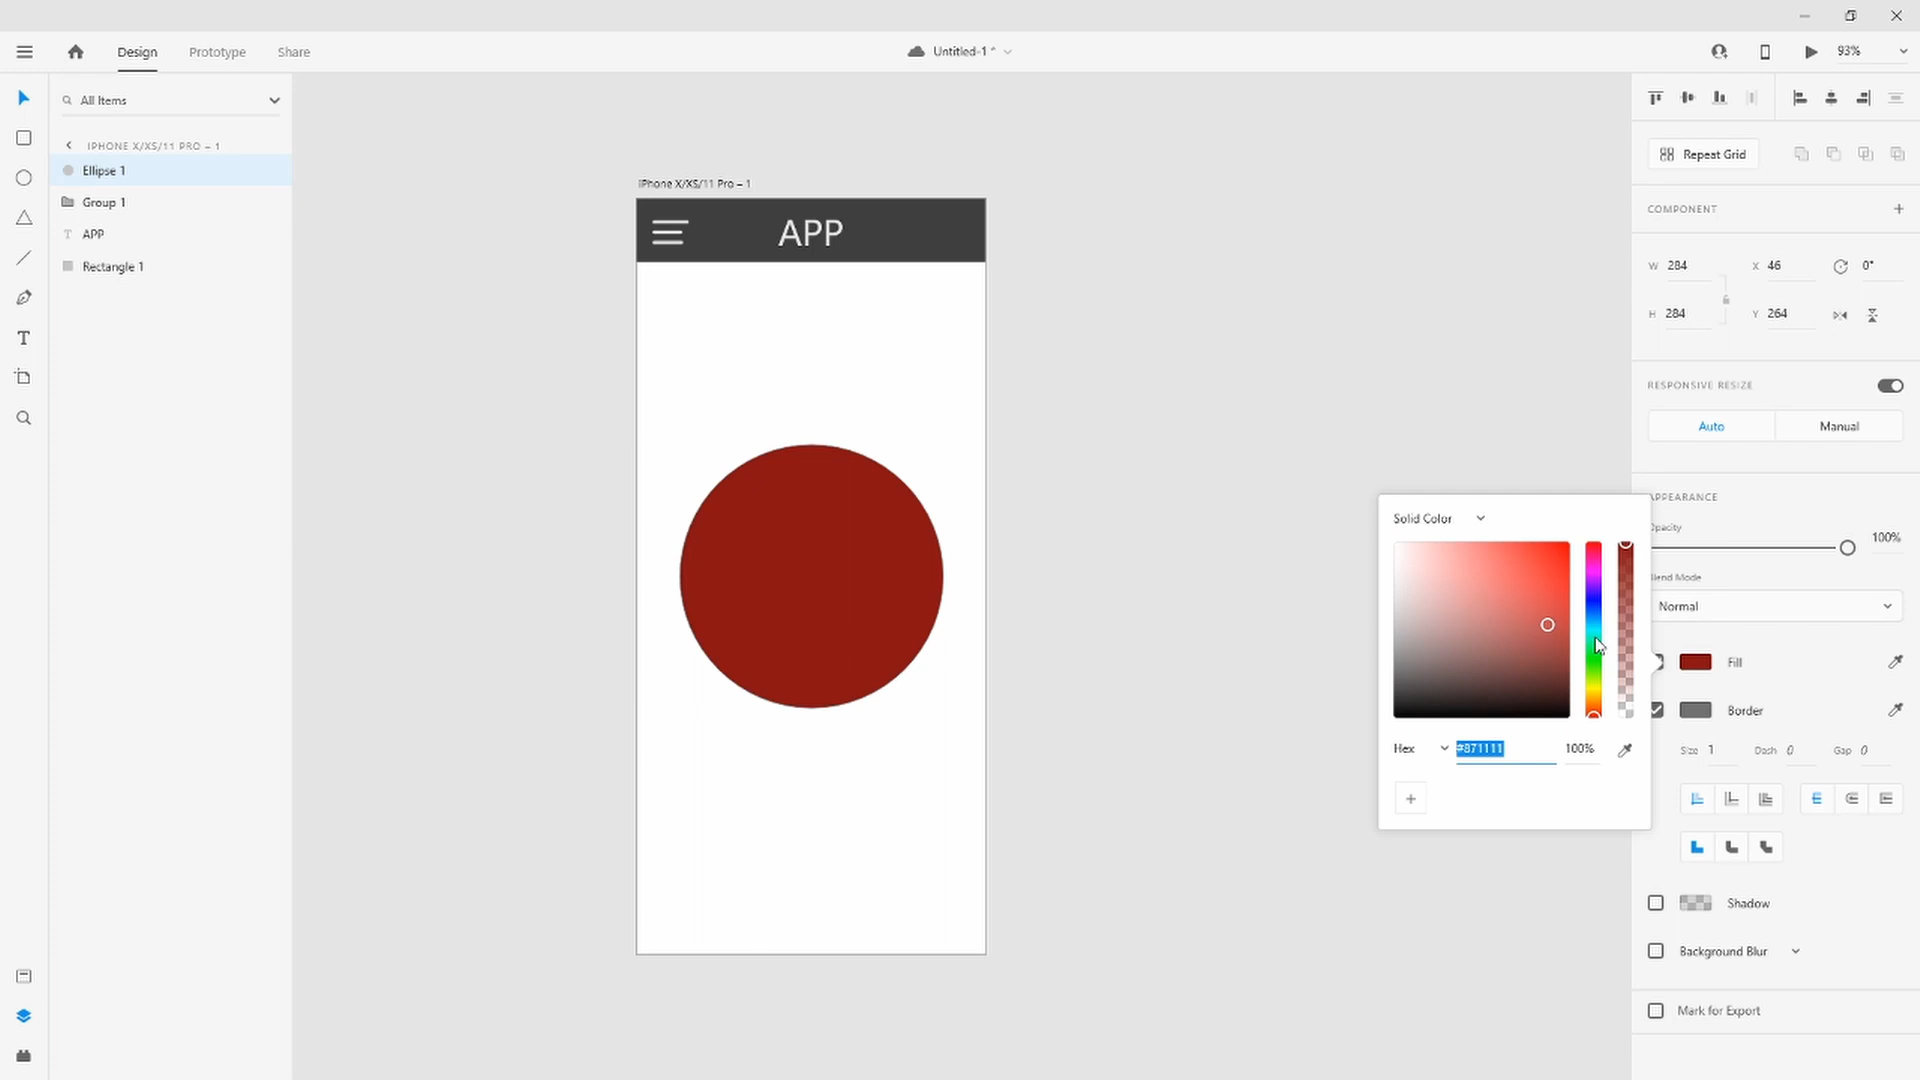 Design Prototype Share
Untitled-1 *
93%
All Items
IPHONE X/XS/11 PRO – 1
Ellipse 1
Group 1
T APP
Rectangle 1
iPhone X/XS/11 Pro – 1
APP
Repeat Grid
COMPONENT
W 284 X 46 0°
H 284 Y 264
RESPONSIVE RESIZE
Auto Manual
APPEARANCE
Opacity
100%
Blend Mode
Normal
Fill
Border
Size 1 Dash 0 Gap 0
Shadow
Background Blur
Mark for Export
Solid Color
Hex #871111 100%